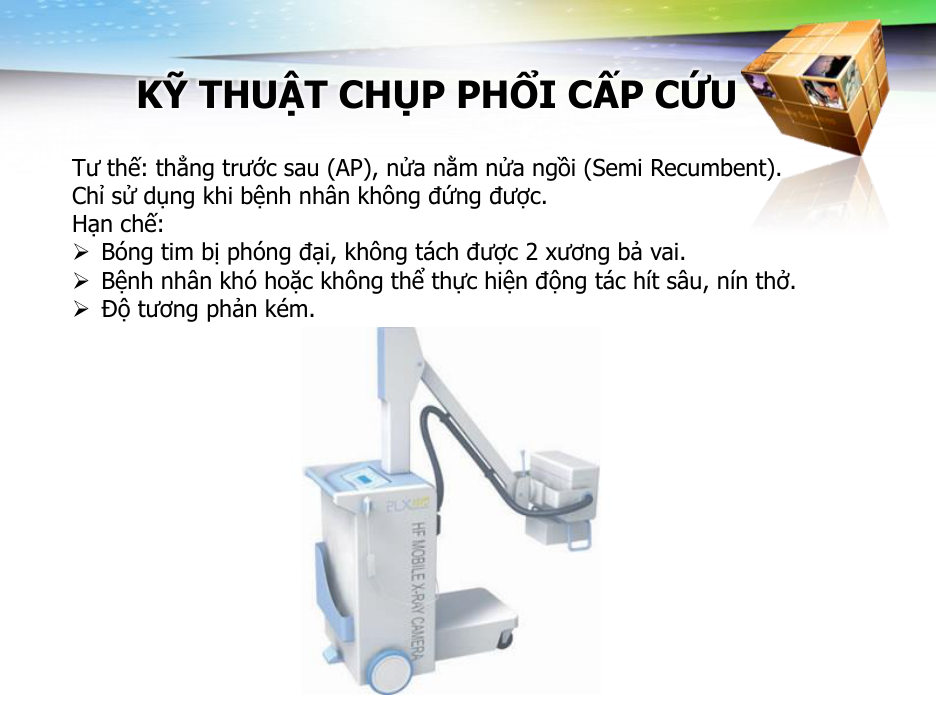 KỸ THUẬT CHỤP PHỔI CẤP CỨU
Tư thế: thẳng trước sau (AP), nửa nằm nửa ngồi (Semi Recumbent).
Chỉ sử dụng khi bệnh nhân không đứng được.
Hạn chế:
➢ Bóng tim bị phóng đại, không tách được 2 xương bả vai.
➢ Bệnh nhân khó hoặc không thể thực hiện động tác hít sâu, nín thở.
➢ Độ tương phản kém.
PLX
HF MOBILE X-RAY CAMERA